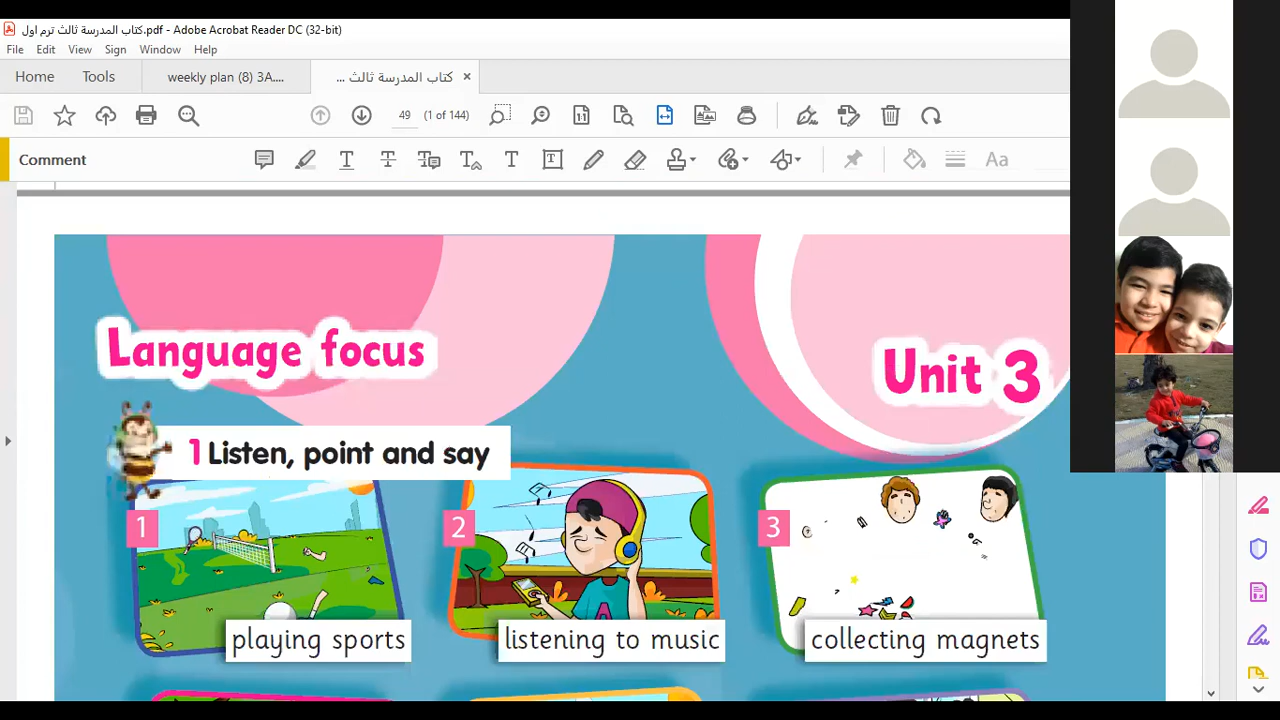 كتاب المدرسة ثالث ترم اول.pdf - Adobe Acrobat Reader DC (32-bit)
File Edit View Sign Window Help
Home Tools weekly plan (8) 3A.... كتاب المدرسة ثالث ... ×
49 (1 of 144)
Comment
Language focus
Unit 3
1 Listen, point and say
1
2
3
playing sports
listening to music
collecting magnets